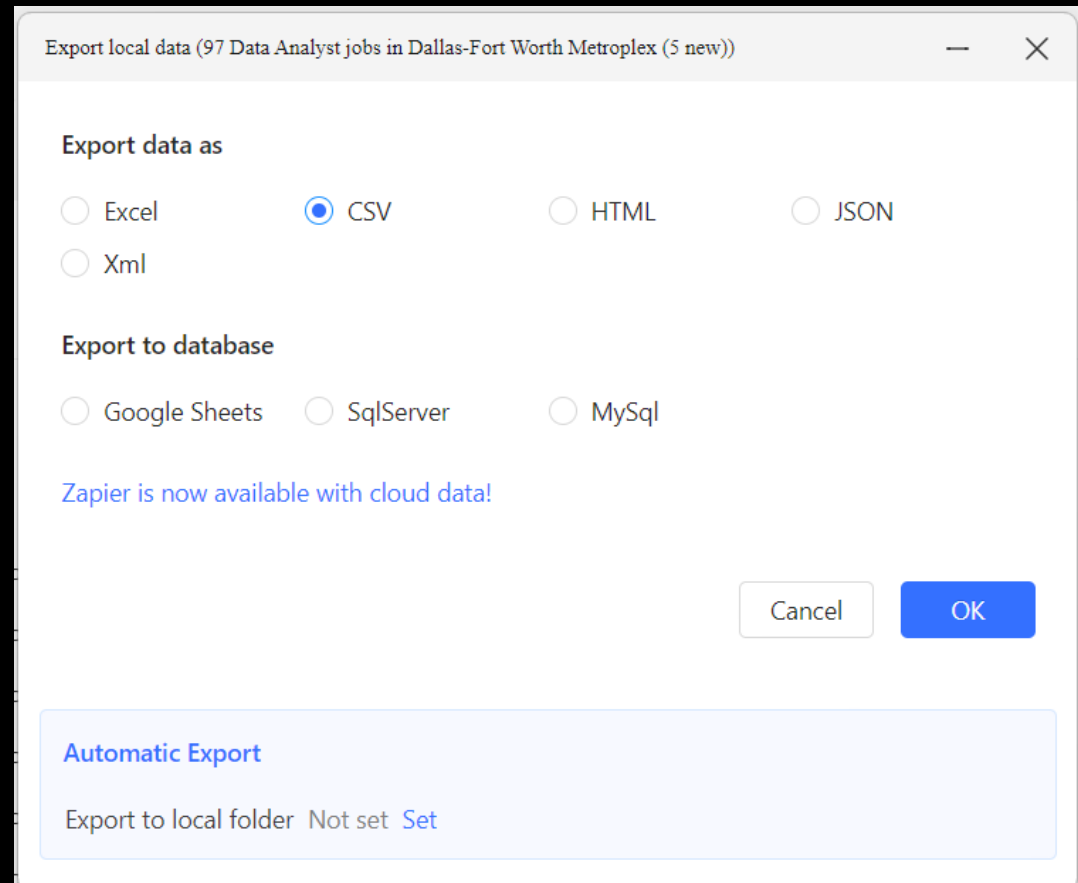 Export local data (97 Data Analyst jobs in Dallas-Fort Worth Metroplex (5 new))
Export data as
Excel CSV HTML JSON
Xml
Export to database
Google Sheets SqlServer MySql
Zapier is now available with cloud data!
Cancel OK
Automatic Export
Export to local folder Not set Set